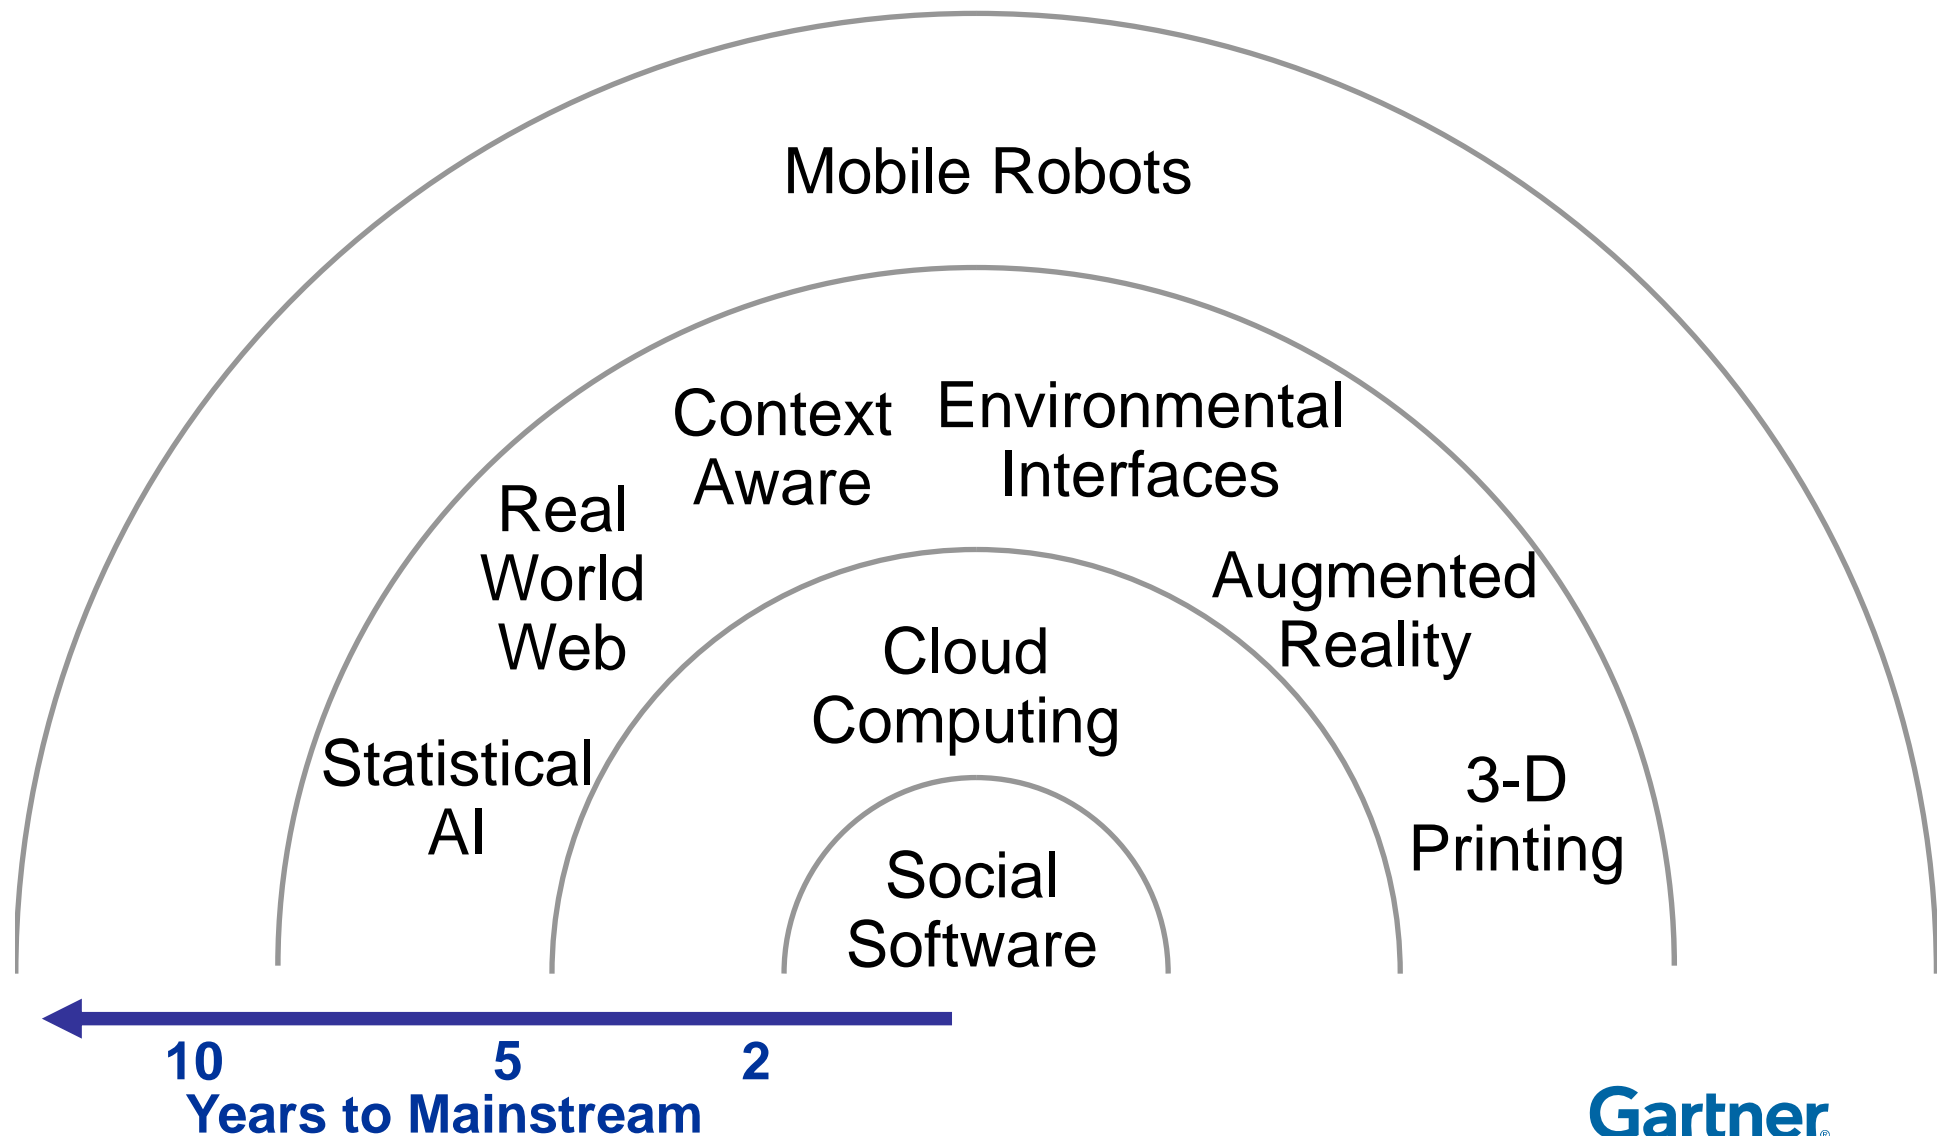 Mobile Robots
Context
Aware
Environmental
Interfaces
Real
World
Web
Augmented
Reality
Cloud
Computing
Statistical
AI
3-D
Printing
Social
Software
10 5 2
Years to Mainstream
Gartner®